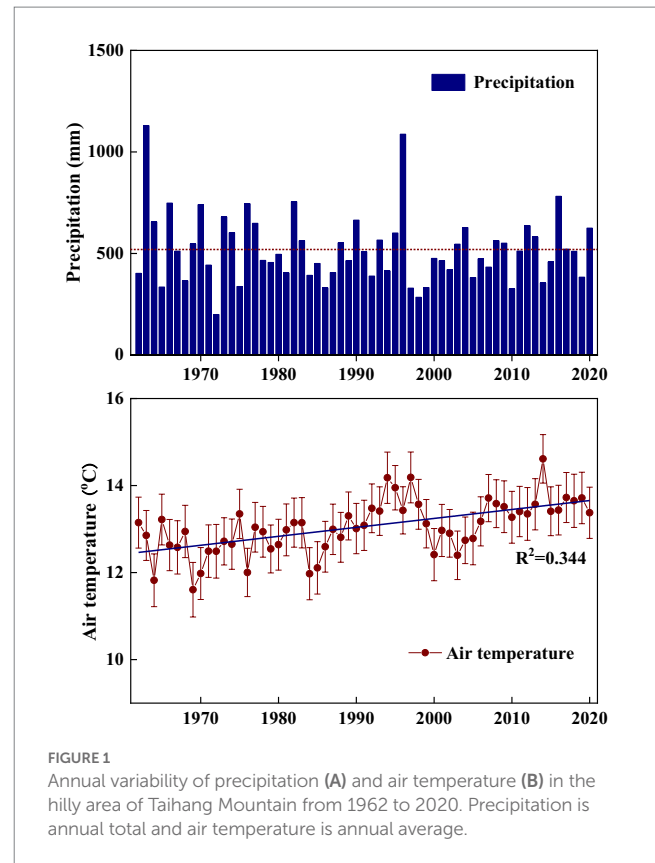 1500
Precipitation
1000
Precipitation (mm)
500
0
1970 1980 1990 2000 2010 2020
16
14
Air temperature (°C)
R²=0.344
12
Air temperature
10
1970 1980 1990 2000 2010 2020
FIGURE 1
Annual variability of precipitation (A) and air temperature (B) in the
hilly area of Taihang Mountain from 1962 to 2020. Precipitation is
annual total and air temperature is annual average.